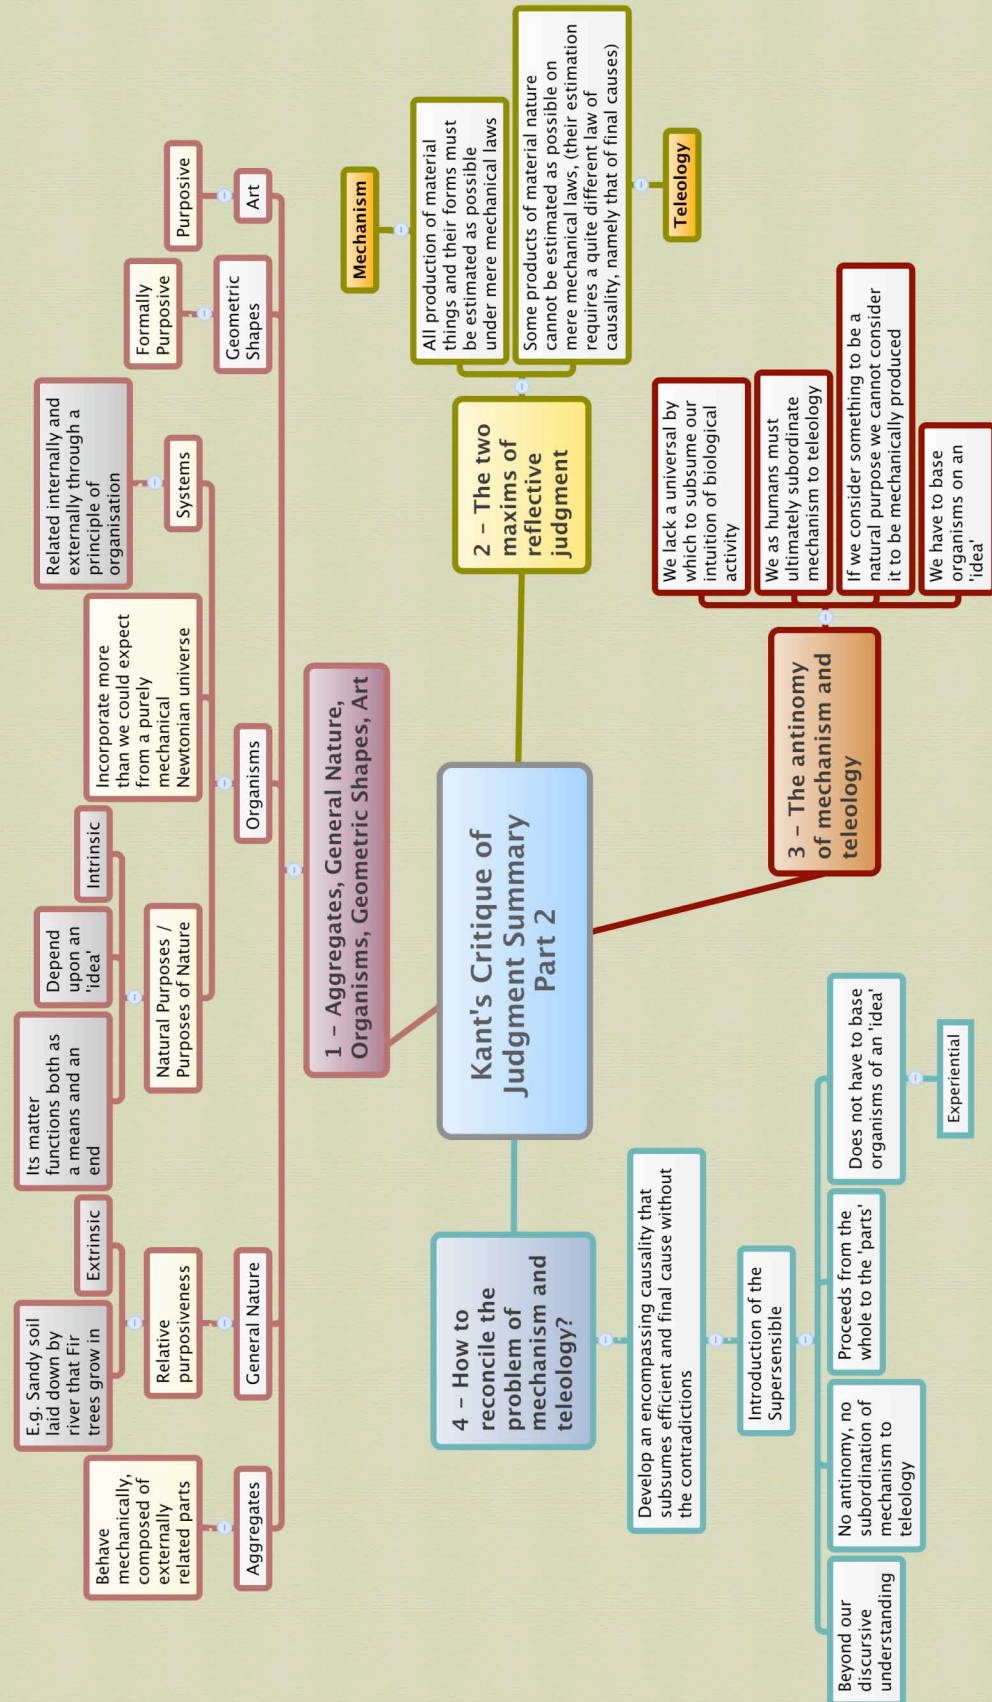 Kant's Critique of
Judgment Summary
Part 2
1 – Aggregates, General Nature,
Organisms, Geometric Shapes, Art
Aggregates
Behave
mechanically,
composed of
externally
related parts
General Nature
Relative
purposiveness
E.g. Sandy soil
laid down by
river that Fir
trees grow in
Extrinsic
Organisms
Natural Purposes /
Purposes of Nature
Its matter
functions both as
a means and an
end
Depend
upon an
'idea'
Intrinsic
Incorporate more
than we could expect
from a purely
mechanical
Newtonian universe
Systems
Related internally and
externally through a
principle of
organisation
Geometric
Shapes
Formally
Purposive
Art
Purposive
2 – The two
maxims of
reflective
judgment
All production of material
things and their forms must
be estimated as possible
under mere mechanical laws
Mechanism
Some products of material nature
cannot be estimated as possible on
mere mechanical laws, (their estimation
requires a quite different law of
causality, namely that of final causes)
Teleology
3 – The antinomy
of mechanism and
teleology
We lack a universal by
which to subsume our
intuition of biological
activity
We as humans must
ultimately subordinate
mechanism to teleology
If we consider something to be a
natural purpose we cannot consider
it to be mechanically produced
We have to base
organisms on an
'idea'
4 – How to
reconcile the
problem of
mechanism and
teleology?
Develop an encompassing causality that
subsumes efficient and final cause without
the contradictions
Introduction of the
Supersensible
Beyond our
discursive
understanding
No antinomy, no
subordination of
mechanism to
teleology
Proceeds from the
whole to the 'parts'
Does not have to base
organisms of an 'idea'
Experiential